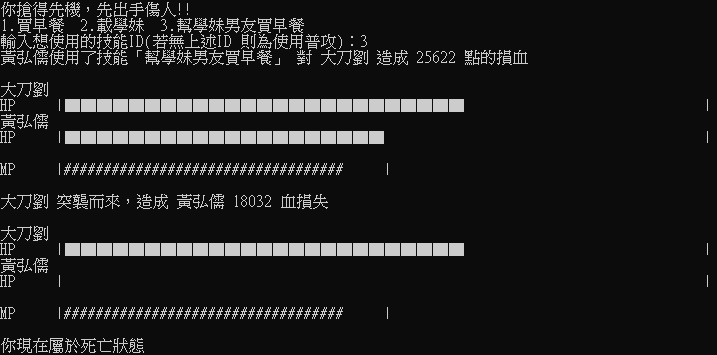 你搶得先機，先出手傷人!!
1.買早餐  2.載學妹  3.幫學妹男友買早餐
輸入想使用的技能ID(若無上述ID 則為使用普攻)：3
黃弘儒使用了技能「幫學妹男友買早餐」 對 大刀劉 造成 25622 點的損血
大刀劉
HP |■■■■■■■■■■■■■■■■■■■■■■■■■ |
黃弘儒
HP |■■■■■■■■■■■■■■■■■■■■ |
MP |################################### |
大刀劉 突襲而來，造成 黃弘儒 18032 血損失
大刀劉
HP |■■■■■■■■■■■■■■■■■■■■■■■■■ |
黃弘儒
HP | |
MP |################################### |
你現在屬於死亡狀態